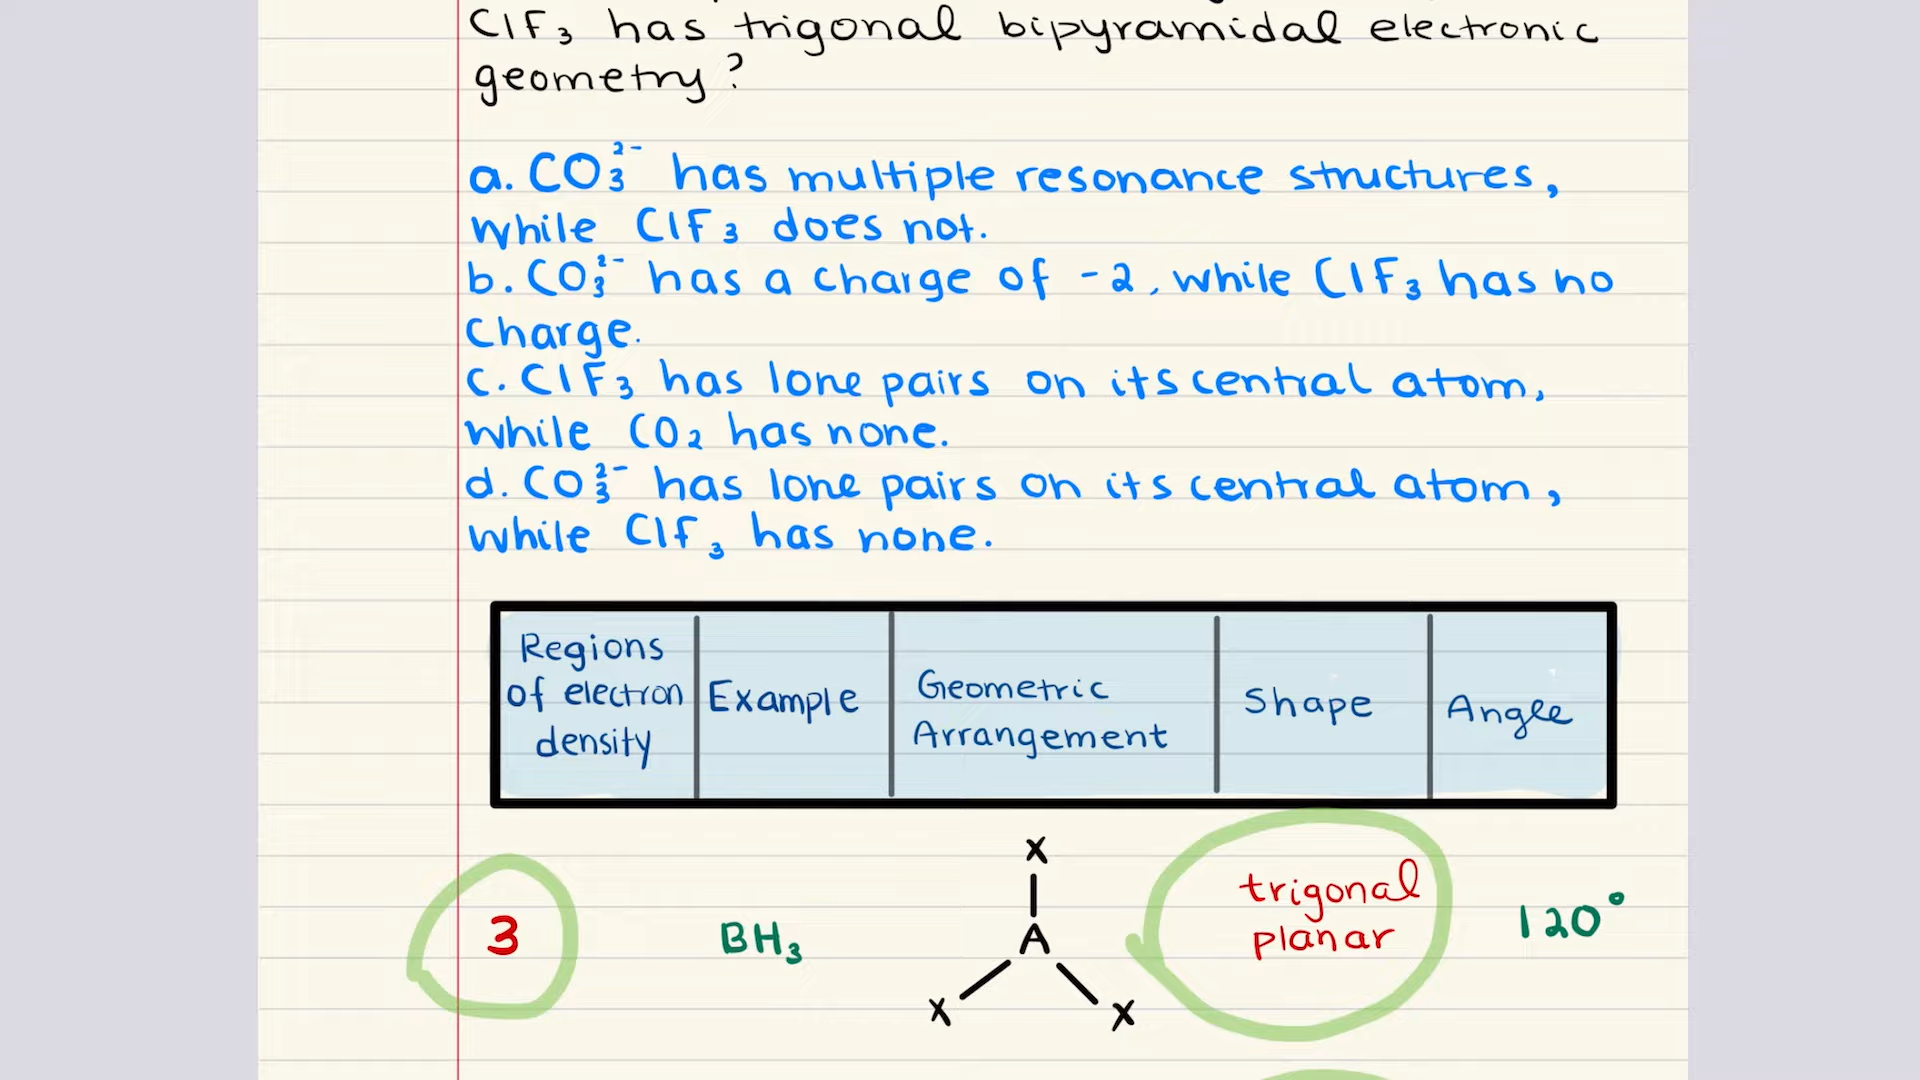 ClF₃ has trigonal bipyramidal electronic
geometry?
a. CO₃²⁻ has multiple resonance structures,
while ClF₃ does not.
b. CO₃²⁻ has a charge of -2, while ClF₃ has no
charge.
c. ClF₃ has lone pairs on its central atom,
while CO₂ has none.
d. CO₃²⁻ has lone pairs on its central atom,
while ClF₃ has none.
Regions
of electron
density
Example
Geometric
Arrangement
Shape
Angle
3
BH₃
X
A
X X
trigonal
planar
120°